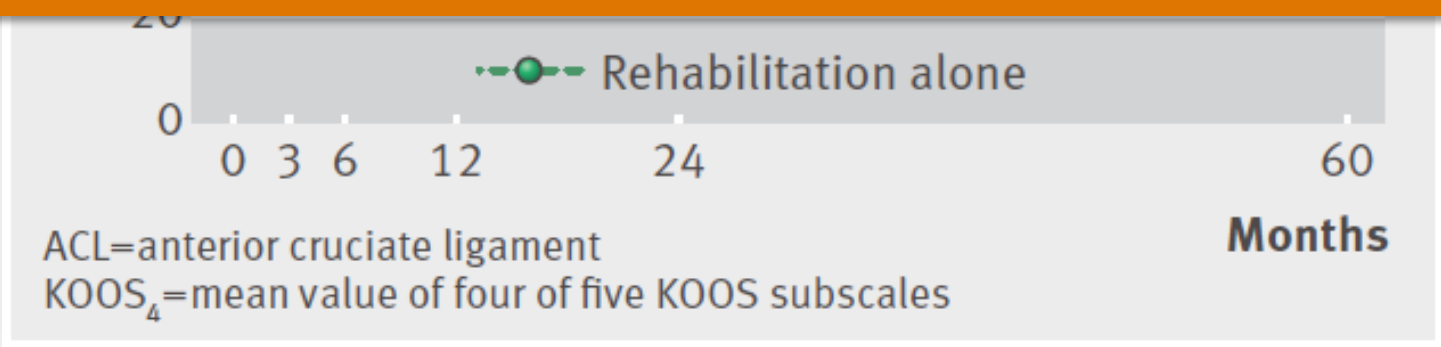 20
Rehabilitation alone
0
0 3 6 12 24 60
Months
ACL=anterior cruciate ligament
KOOS₄=mean value of four of five KOOS subscales